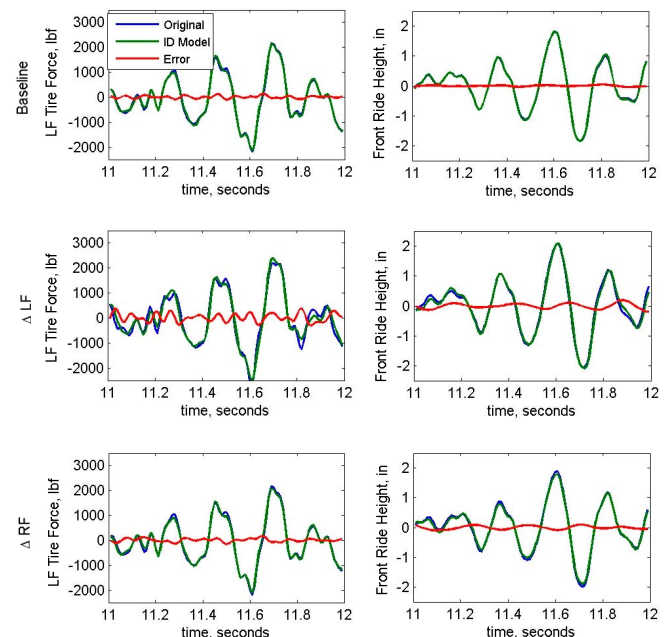 Original
ID Model
Error
Baseline
LF Tire Force, lbf
3000
2000
1000
0
-1000
-2000
11 11.2 11.4 11.6 11.8 12
time, seconds
Front Ride Height, in
2
1
0
-1
-2
11 11.2 11.4 11.6 11.8 12
time, seconds
Δ LF
LF Tire Force, lbf
3000
2000
1000
0
-1000
-2000
11 11.2 11.4 11.6 11.8 12
time, seconds
Front Ride Height, in
2
1
0
-1
-2
11 11.2 11.4 11.6 11.8 12
time, seconds
Δ RF
LF Tire Force, lbf
3000
2000
1000
0
-1000
-2000
11 11.2 11.4 11.6 11.8 12
time, seconds
Front Ride Height, in
2
1
0
-1
-2
11 11.2 11.4 11.6 11.8 12
time, seconds